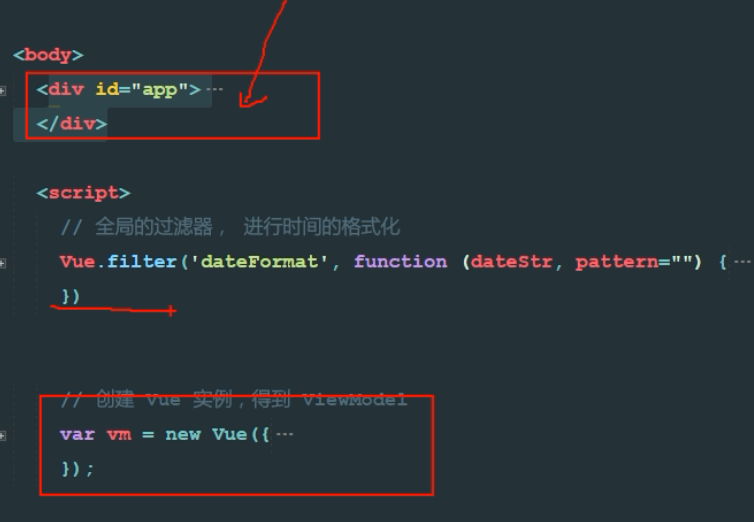 <body>
<div id="app">···
</div>
<script>
// 全局的过滤器， 进行时间的格式化
Vue.filter('dateFormat', function (dateStr, pattern="") {···
})
// 创建 Vue 实例，得到 ViewModel
var vm = new Vue({···
});